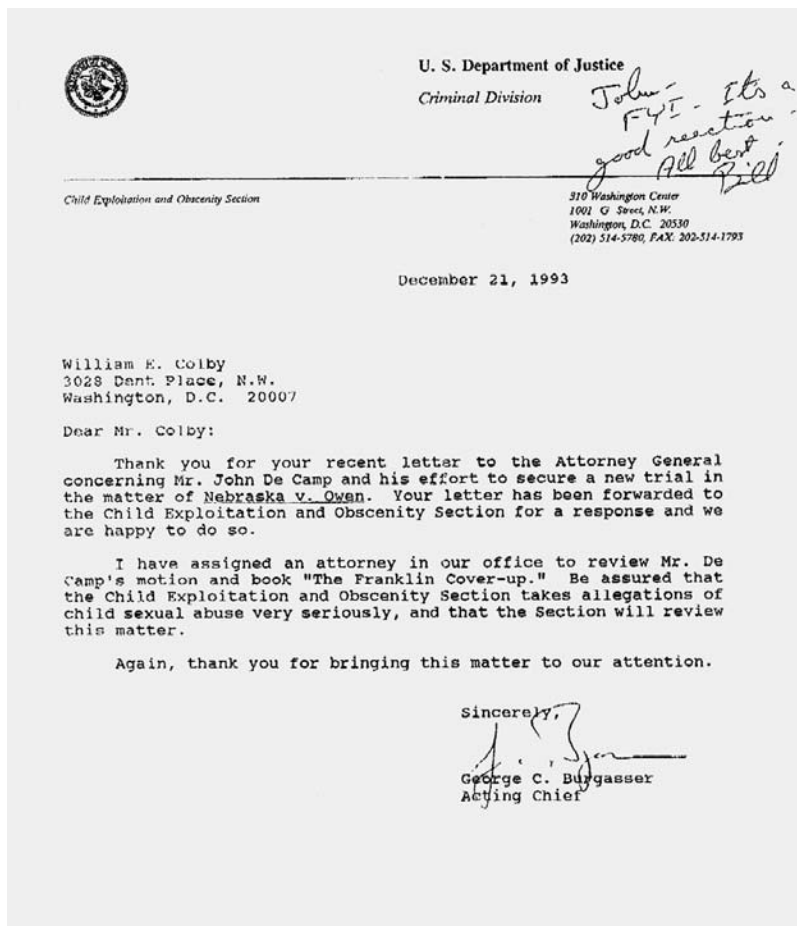 U. S. Department of Justice
Criminal Division
John -
FYI - It's a
good reaction -
All best,
Bill
Child Exploitation and Obscenity Section
310 Washington Center
1001 G Street, N.W.
Washington, D.C. 20530
(202) 514-5780, FAX: 202-514-1793
December 21, 1993
William E. Colby
3028 Dent Place, N.W.
Washington, D.C. 20007
Dear Mr. Colby:
Thank you for your recent letter to the Attorney General
concerning Mr. John De Camp and his effort to secure a new trial in
the matter of Nebraska v. Owen. Your letter has been forwarded to
the Child Exploitation and Obscenity Section for a response and we
are happy to do so.
I have assigned an attorney in our office to review Mr. De
Camp's motion and book "The Franklin Cover-up." Be assured that
the Child Exploitation and Obscenity Section takes allegations of
child sexual abuse very seriously, and that the Section will review
this matter.
Again, thank you for bringing this matter to our attention.
Sincerely,
George C. Burgasser
Acting Chief